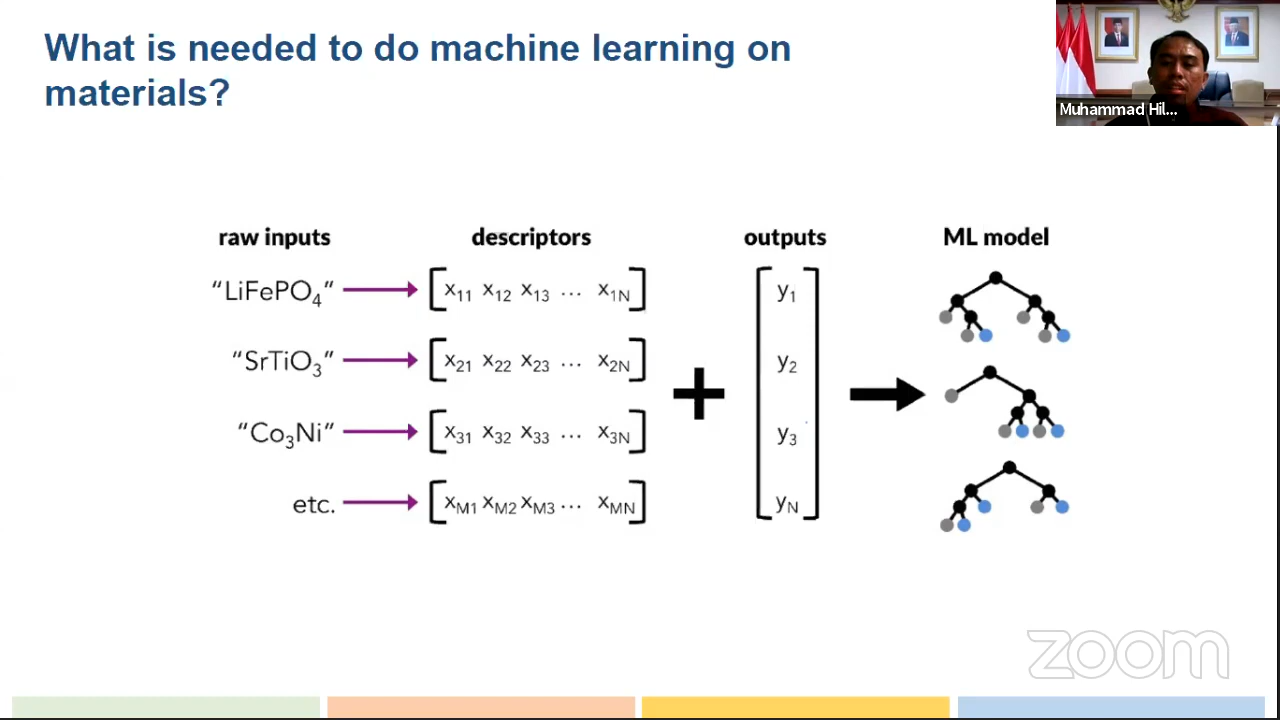 What is needed to do machine learning on
materials?
Muhammad Hil...
raw inputs descriptors outputs ML model
“LiFePO₄” [x₁₁ x₁₂ x₁₃ ... x₁N] y₁
“SrTiO₃” [x₂₁ x₂₂ x₂₃ ... x₂N] y₂
+
“Co₃Ni” [x₃₁ x₃₂ x₃₃ ... x₃N] y₃
etc. [xM₁ xM₂ xM₃ ... xMN] yN
zoom